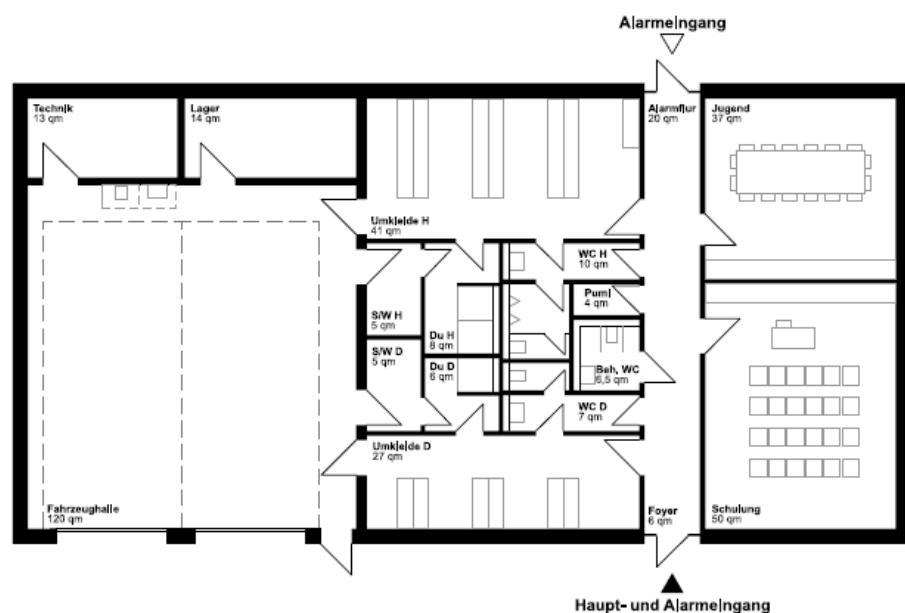 Alarmeingang
Technik
13 qm
Lager
14 qm
Alarmflur
20 qm
Jugend
37 qm
Umkleide H
41 qm
WC H
10 qm
Pumi
4 qm
S/W H
5 qm
Du H
8 qm
S/W D
5 qm
Du D
6 qm
Beh. WC
6,5 qm
WC D
7 qm
Umkleide D
27 qm
Fahrzeughalle
120 qm
Foyer
6 qm
Schulung
50 qm
Haupt- und Alarmeingang